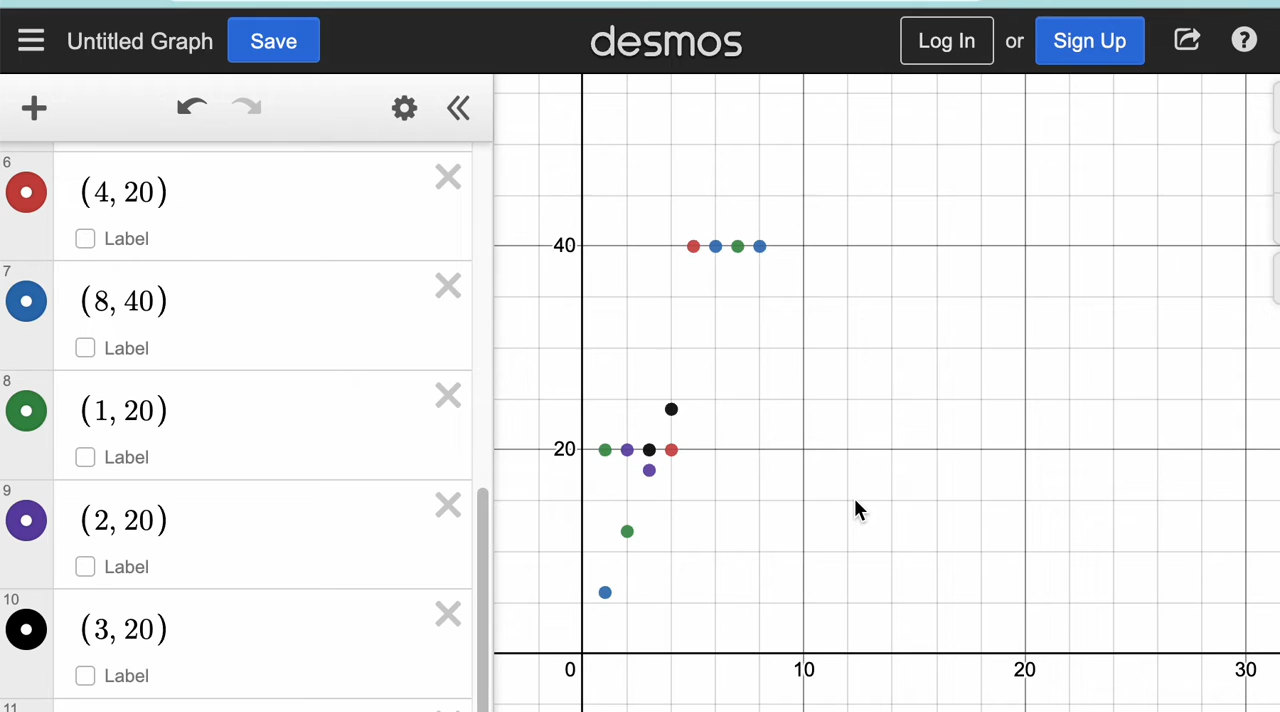 Untitled Graph Save desmos Log In or Sign Up ?
6 (4, 20)
Label
7 (8, 40)
Label
8 (1, 20)
Label
9 (2, 20)
Label
10 (3, 20)
Label
11
40
20
0 10 20 30